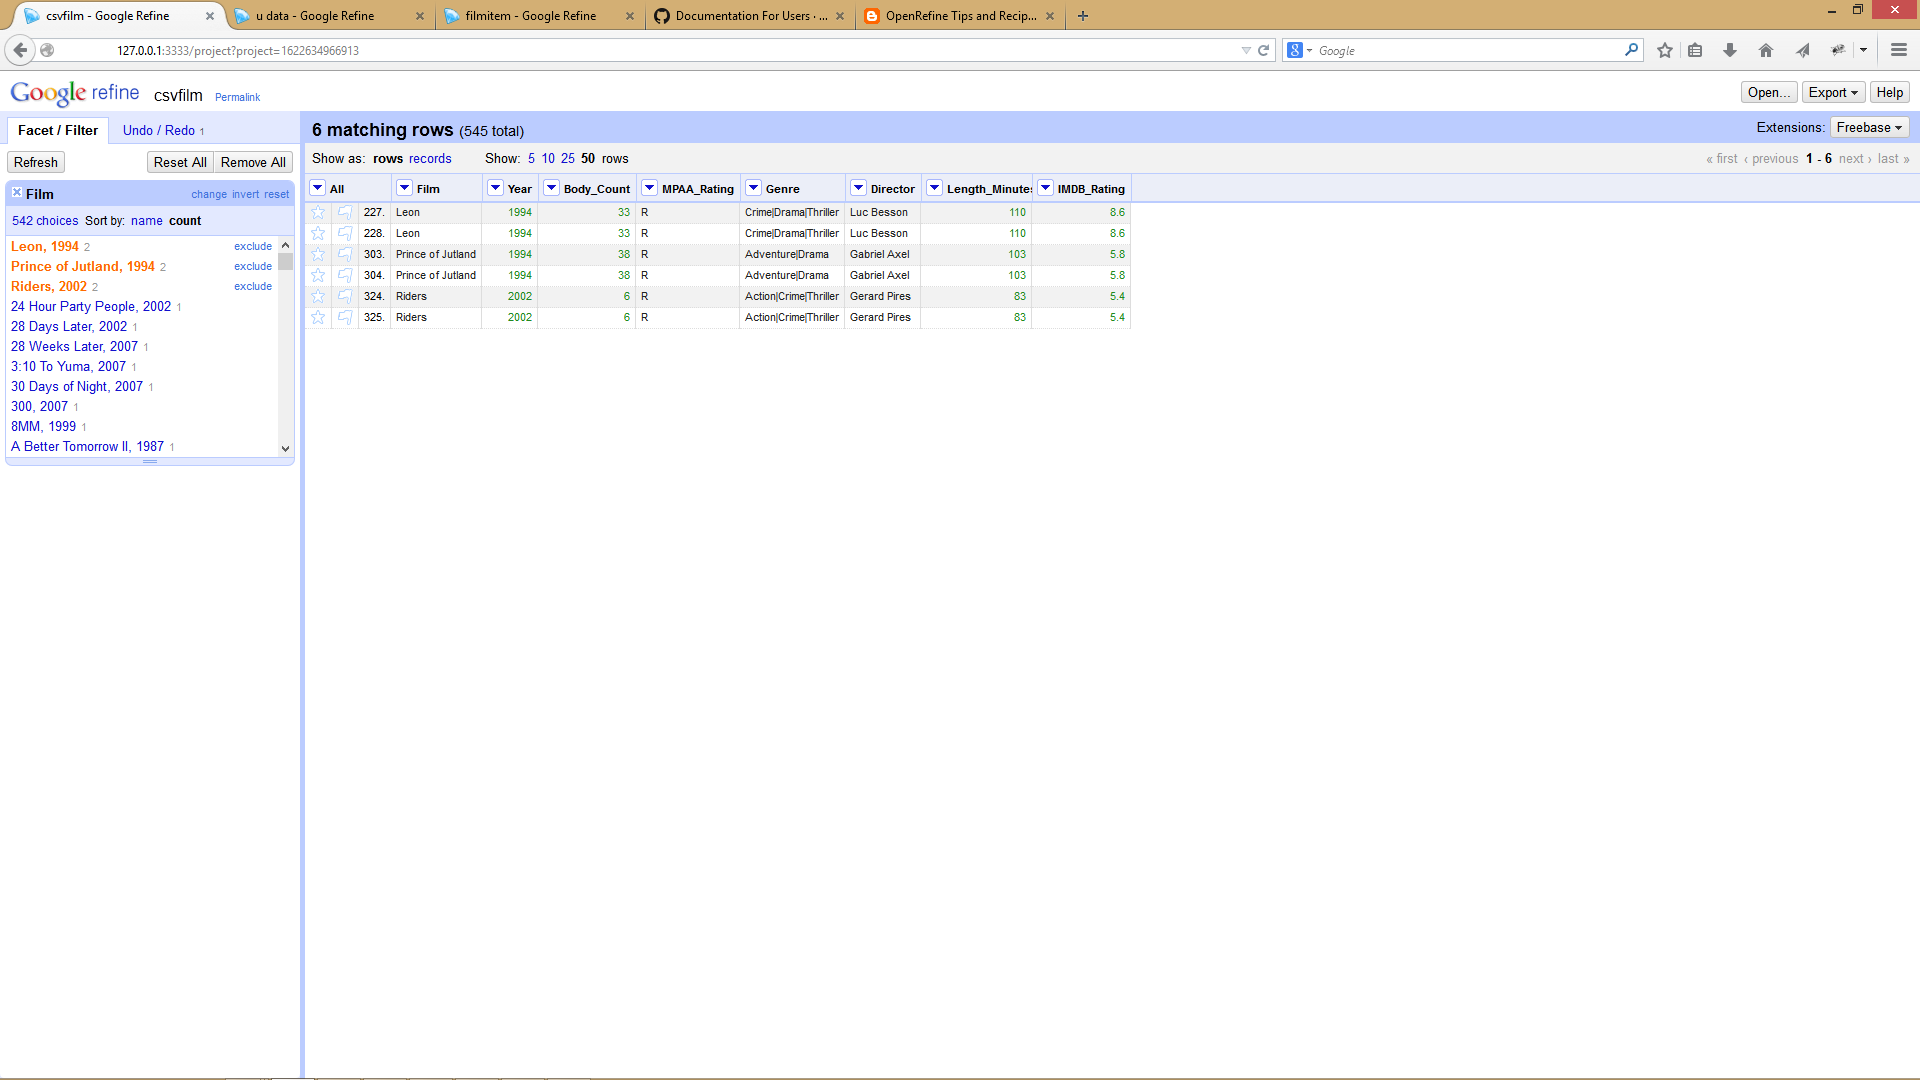 csvfilm - Google Refine
u data - Google Refine
filmitem - Google Refine
Documentation For Users · ...
OpenRefine Tips and Recip...
127.0.0.1:3333/project?project=1622634966913
Google
Google refine csvfilm Permalink
Open... Export Help
Facet / Filter Undo / Redo 1
6 matching rows (545 total)
Extensions: Freebase
Refresh Reset All Remove All
Show as: rows records Show: 5 10 25 50 rows
« first ‹ previous 1 - 6 next › last »
Film change invert reset
542 choices Sort by: name count
Leon, 1994 2 exclude
Prince of Jutland, 1994 2 exclude
Riders, 2002 2 exclude
24 Hour Party People, 2002 1
28 Days Later, 2002 1
28 Weeks Later, 2007 1
3:10 To Yuma, 2007 1
30 Days of Night, 2007 1
300, 2007 1
8MM, 1999 1
A Better Tomorrow II, 1987 1
All Film Year Body_Count MPAA_Rating Genre Director Length_Minutes IMDB_Rating
227. Leon 1994 33 R Crime|Drama|Thriller Luc Besson 110 8.6
228. Leon 1994 33 R Crime|Drama|Thriller Luc Besson 110 8.6
303. Prince of Jutland 1994 38 R Adventure|Drama Gabriel Axel 103 5.8
304. Prince of Jutland 1994 38 R Adventure|Drama Gabriel Axel 103 5.8
324. Riders 2002 6 R Action|Crime|Thriller Gerard Pires 83 5.4
325. Riders 2002 6 R Action|Crime|Thriller Gerard Pires 83 5.4